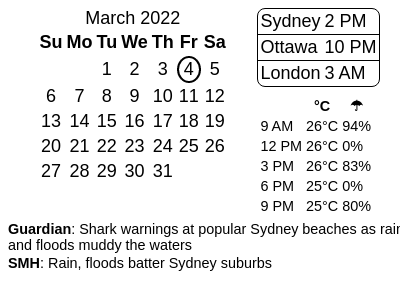 March 2022
Su Mo Tu We Th Fr Sa
1 2 3 4 5
6 7 8 9 10 11 12
13 14 15 16 17 18 19
20 21 22 23 24 25 26
27 28 29 30 31
Sydney 2 PM
Ottawa 10 PM
London 3 AM
°C ☂
9 AM 26°C 94%
12 PM 26°C 0%
3 PM 26°C 83%
6 PM 25°C 0%
9 PM 25°C 80%
Guardian: Shark warnings at popular Sydney beaches as rain
and floods muddy the waters
SMH: Rain, floods batter Sydney suburbs